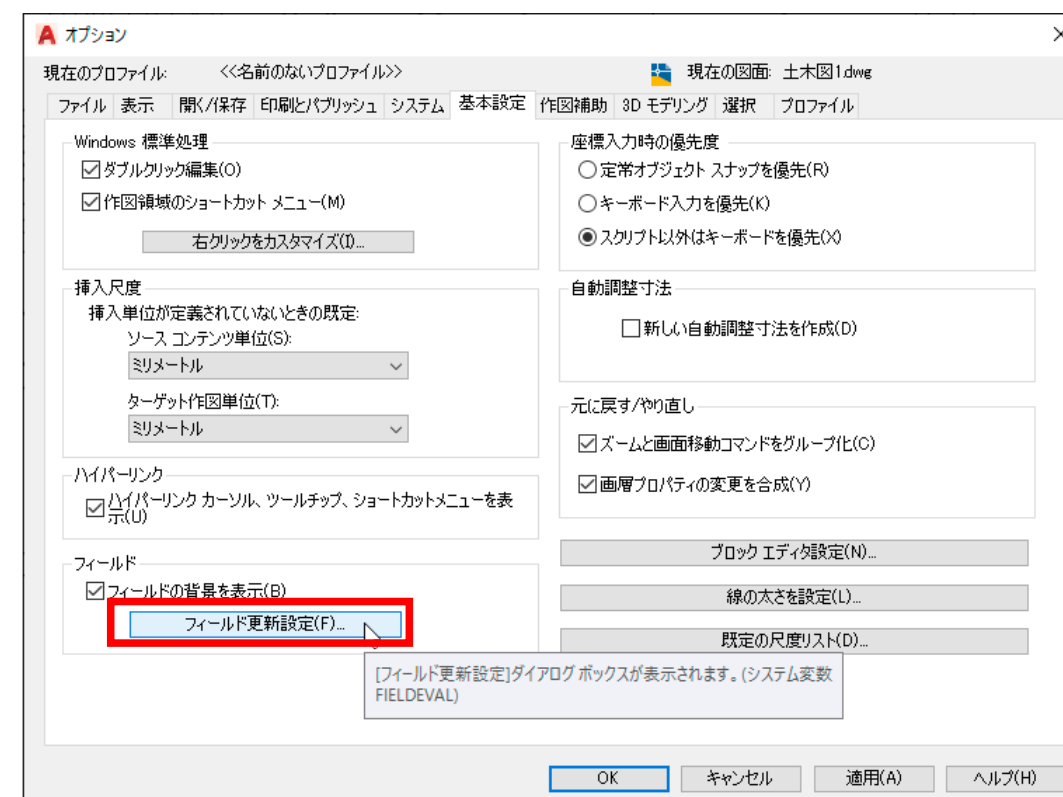 オプション
現在のプロファイル: <<名前のないプロファイル>> 現在の図面: 土木図1.dwg
ファイル 表示 開く/保存 印刷とパブリッシュ システム 基本設定 作図補助 3D モデリング 選択 プロファイル
Windows 標準処理
ダブルクリック編集(O)
作図領域のショートカット メニュー(M)
右クリックをカスタマイズ(I)...
挿入尺度
挿入単位が定義されていないときの既定:
ソース コンテンツ単位(S):
ミリメートル
ターゲット作図単位(T):
ミリメートル
ハイパーリンク
ハイパーリンク カーソル、ツールチップ、ショートカットメニューを表
示(U)
フィールド
フィールドの背景を表示(B)
フィールド更新設定(F)...
座標入力時の優先度
定常オブジェクト スナップを優先(R)
キーボード入力を優先(K)
スクリプト以外はキーボードを優先(X)
自動調整寸法
新しい自動調整寸法を作成(D)
元に戻す/やり直し
ズームと画面移動コマンドをグループ化(C)
画層プロパティの変更を合成(Y)
ブロック エディタ設定(N)...
線の太さを設定(L)...
既定の尺度リスト(D)...
[フィールド更新設定]ダイアログ ボックスが表示されます。(システム変数
FIELDEVAL)
OK キャンセル 適用(A) ヘルプ(H)